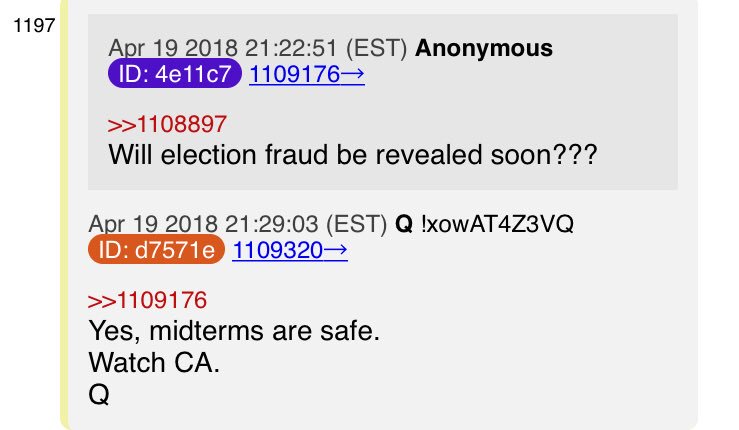 1197
Apr 19 2018 21:22:51 (EST) Anonymous
ID: 4e11c7 1109176→
>>1108897
Will election fraud be revealed soon???
Apr 19 2018 21:29:03 (EST) Q !xowAT4Z3VQ
ID: d7571e 1109320→
>>1109176
Yes, midterms are safe.
Watch CA.
Q